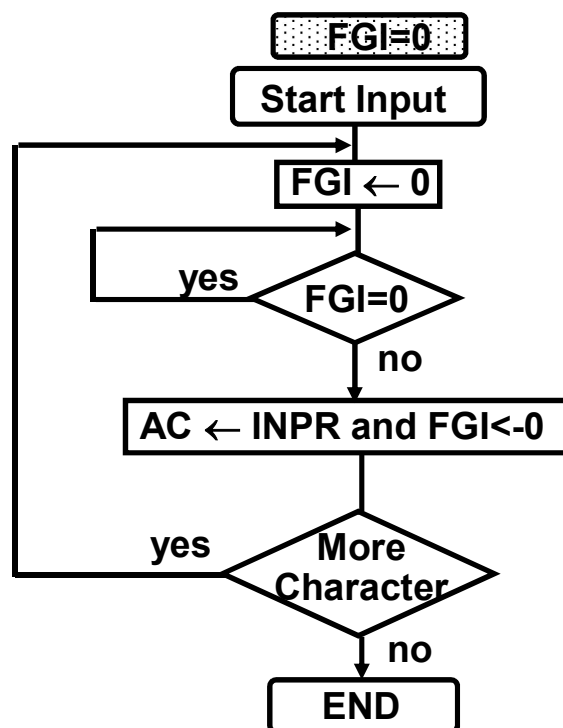 FGI=0
Start Input
FGI ← 0
yes
FGI=0
no
AC ← INPR and FGI<-0
yes
More
Character
no
END